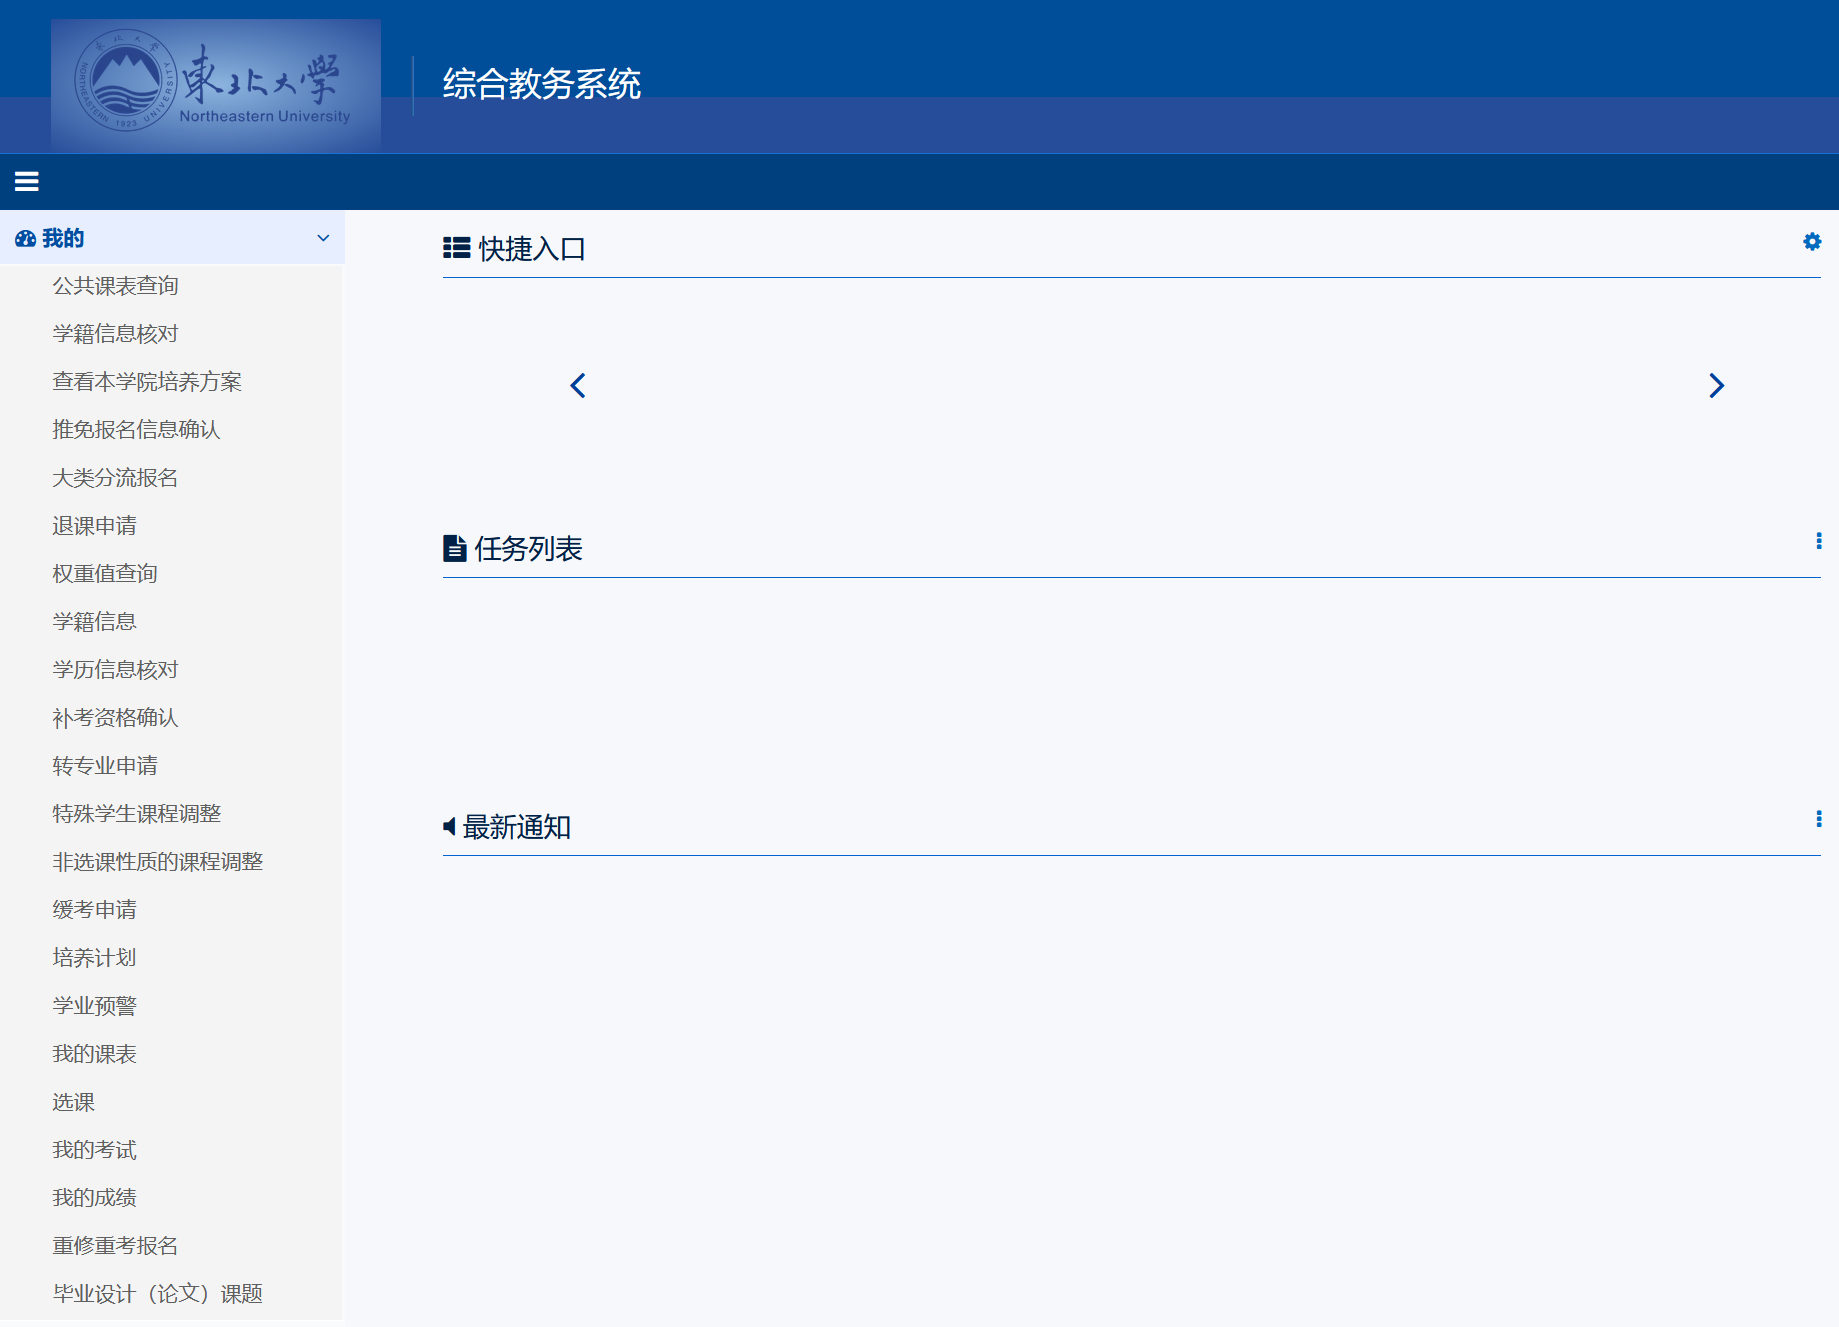 東北大學
NORTHEASTERN 1923 UNIVERSITY
Northeastern University
综合教务系统
我的
公共课表查询
学籍信息核对
查看本学院培养方案
推免报名信息确认
大类分流报名
退课申请
权重值查询
学籍信息
学历信息核对
补考资格确认
转专业申请
特殊学生课程调整
非选课性质的课程调整
缓考申请
培养计划
学业预警
我的课表
选课
我的考试
我的成绩
重修重考报名
毕业设计（论文）课题
快捷入口
任务列表
最新通知